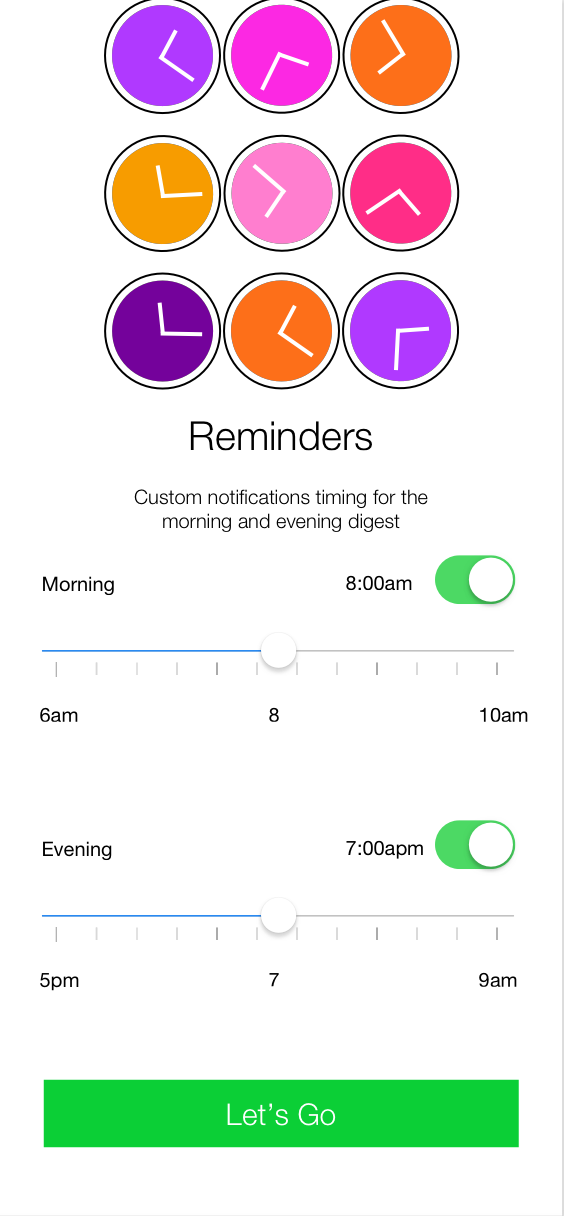 Reminders
Custom notifications timing for the
morning and evening digest
Morning 8:00am
6am 8 10am
Evening 7:00apm
5pm 7 9am
Let's Go